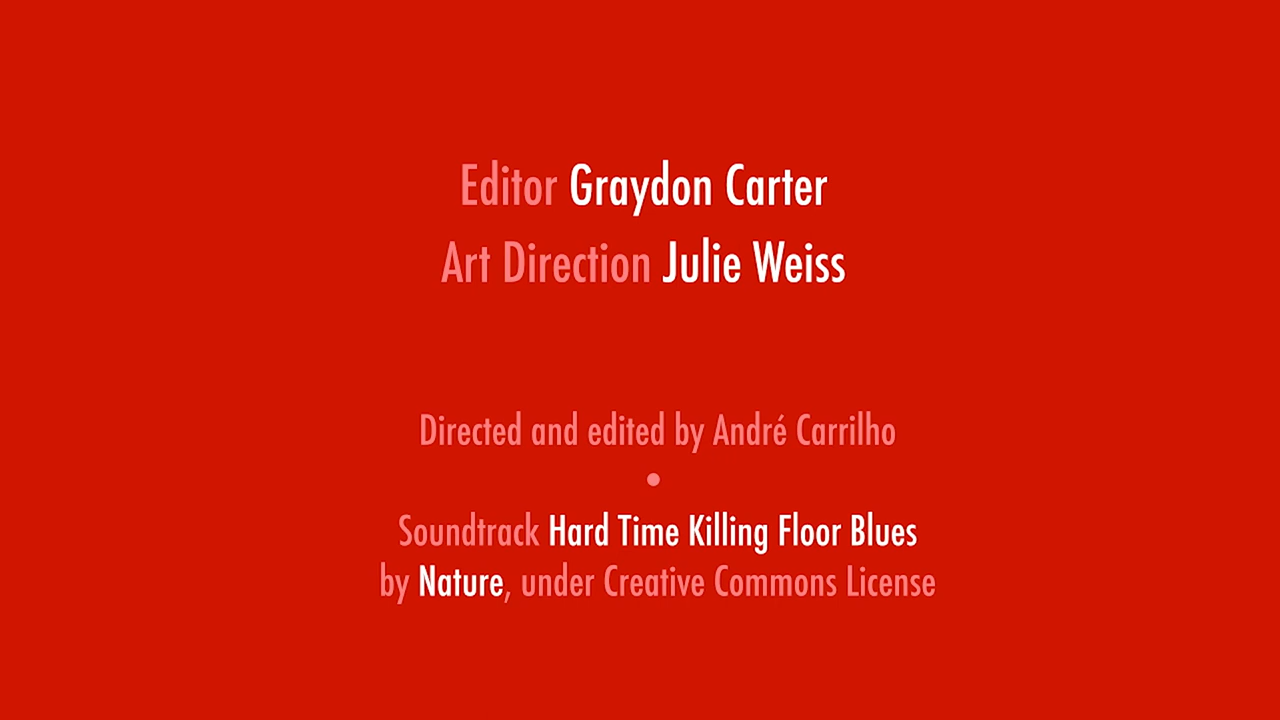 Editor Graydon Carter
Art Direction Julie Weiss
Directed and edited by André Carrilho
•
Soundtrack Hard Time Killing Floor Blues
by Nature, under Creative Commons License